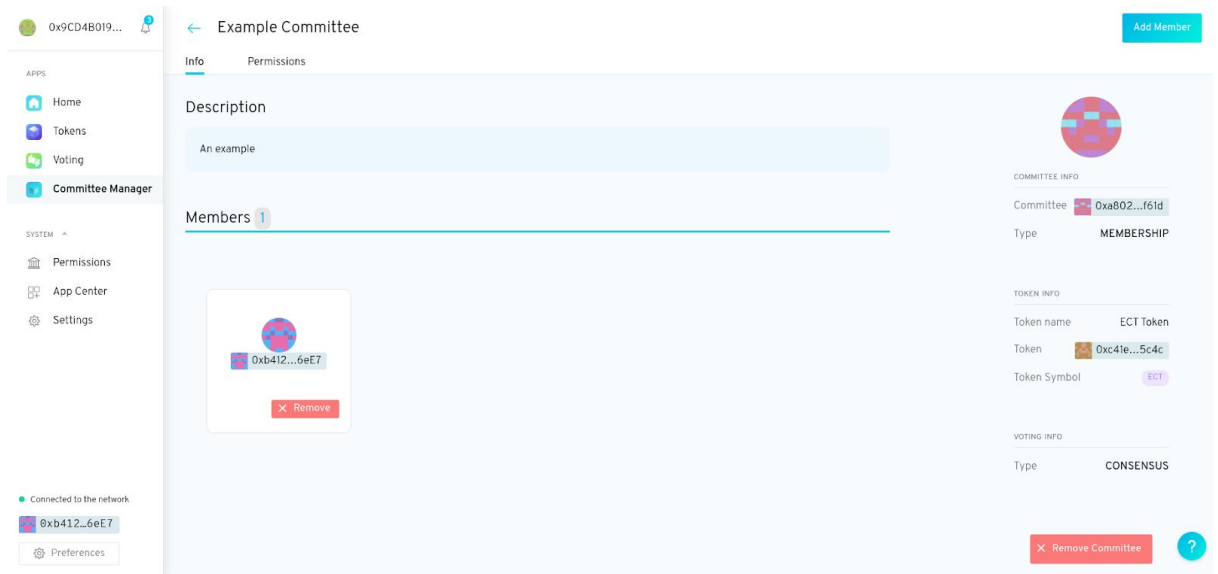 0x9CD4B019...
3
APPS
Home
Tokens
Voting
Committee Manager
SYSTEM
Permissions
App Center
Settings
Connected to the network
0xb412…6eE7
Preferences
Example Committee
Add Member
Info Permissions
Description
An example
Members 1
0xb412...6eE7
Remove
COMMITTEE INFO
Committee 0xa802...f61d
Type MEMBERSHIP
TOKEN INFO
Token name ECT Token
Token 0xc41e...5c4c
Token Symbol ECT
VOTING INFO
Type CONSENSUS
Remove Committee
?